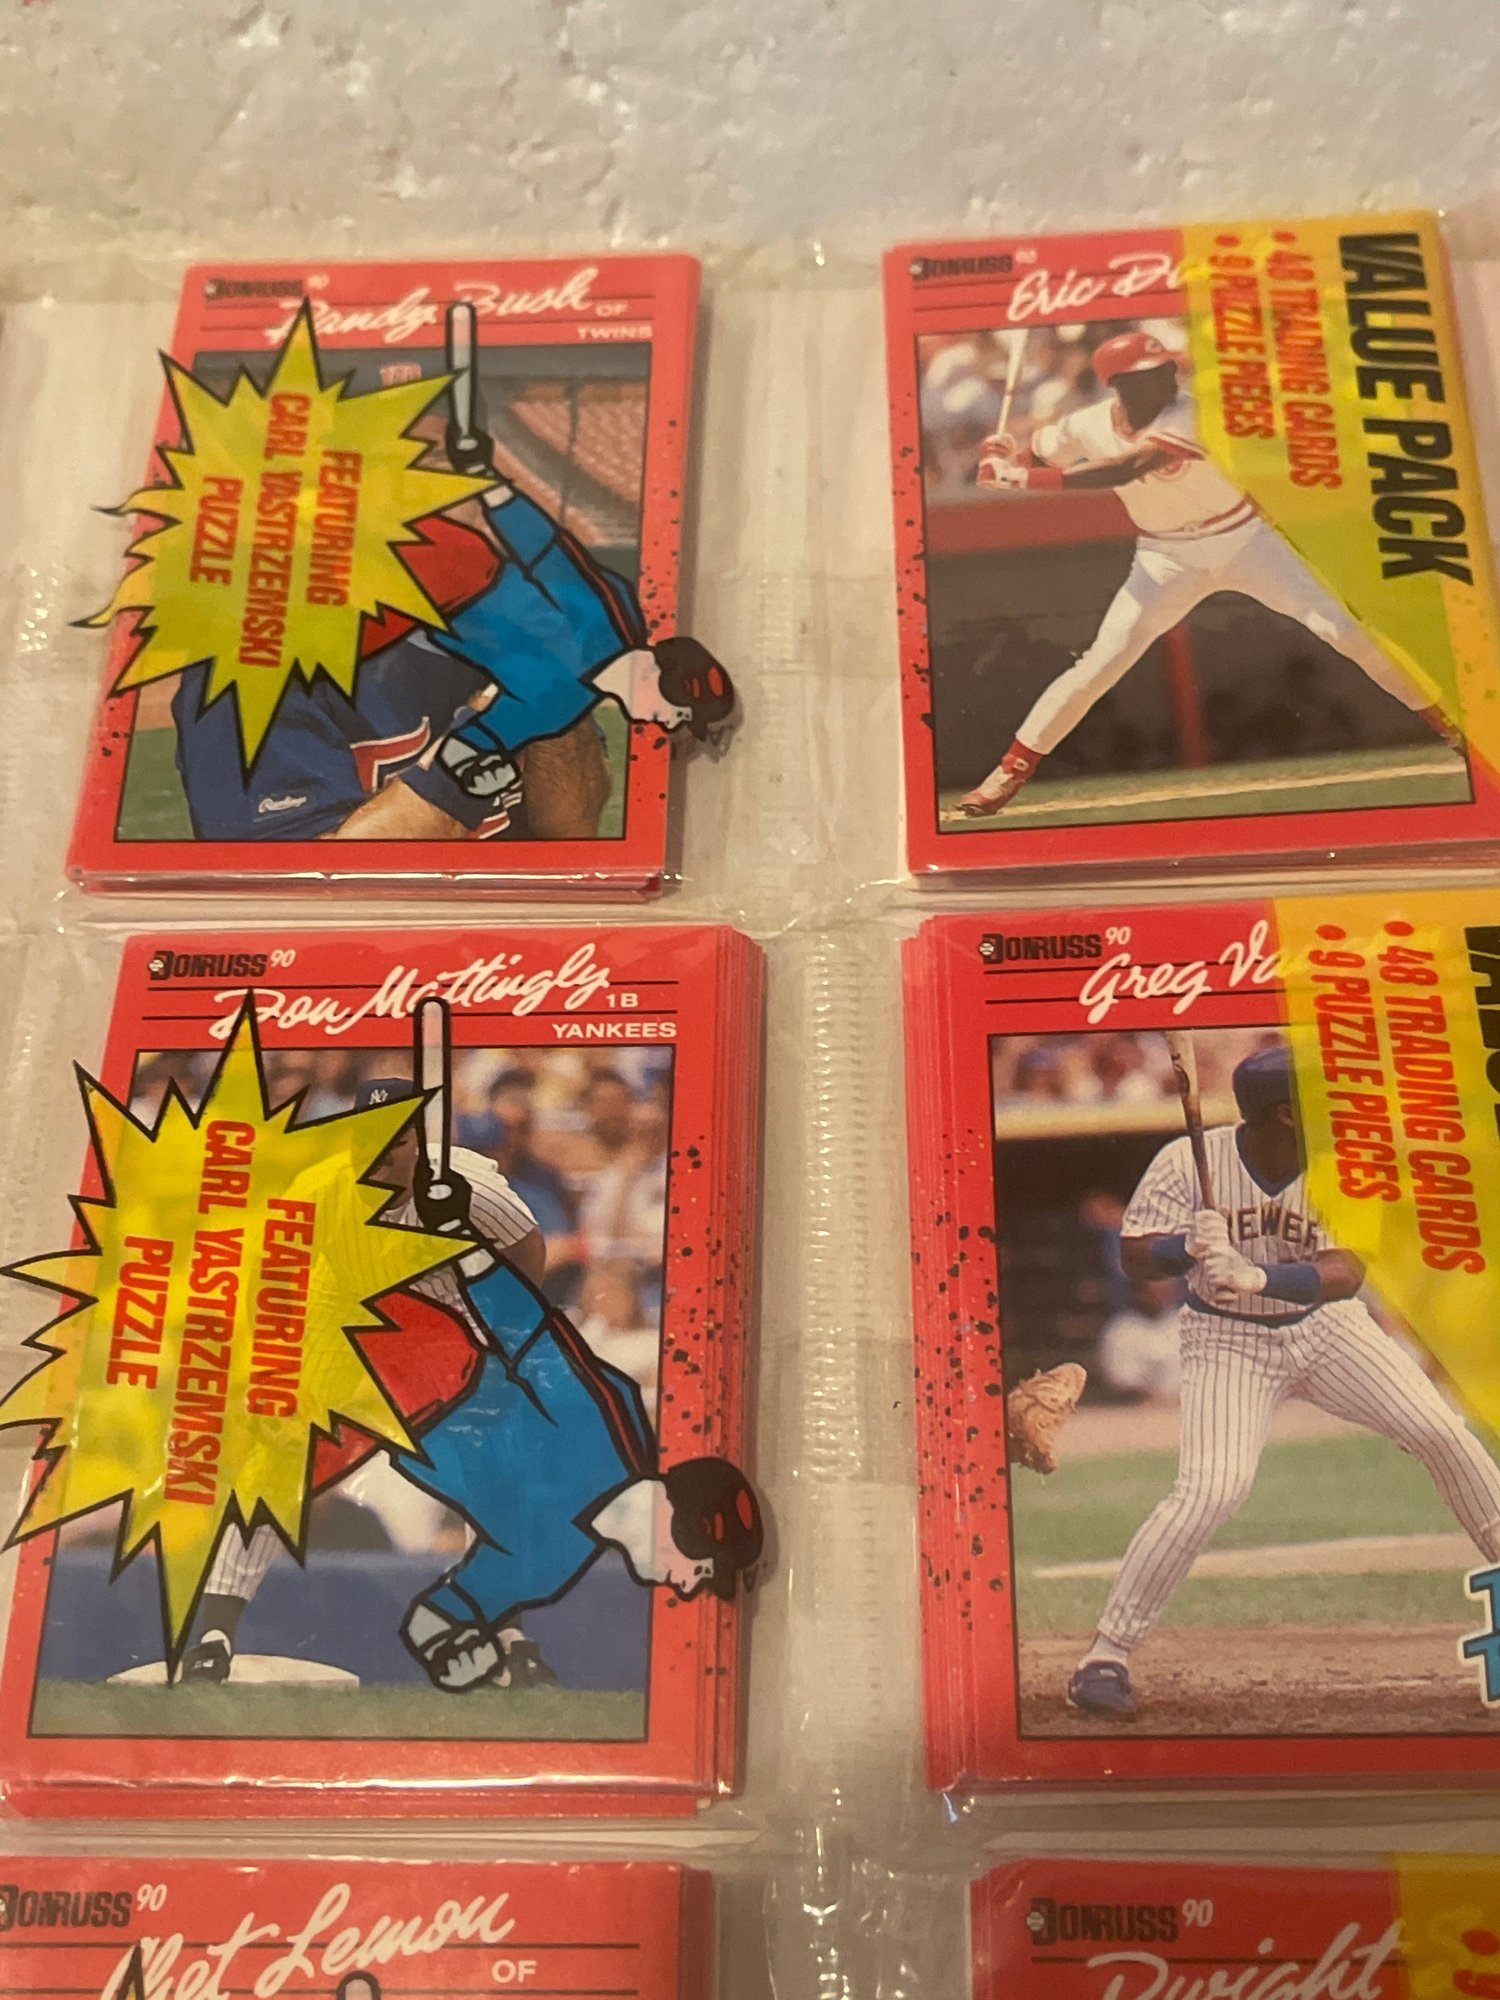 DONRUSS 90
Randy Bush OF
TWINS
FEATURING
CARL YASTRZEMSKI
PUZZLE
Rawlings
DONRUSS 90
Eric
VALUE PACK
• 48 TRADING CARDS
• 9 PUZZLE PIECES
DONRUSS 90
Don Mattingly 1B
YANKEES
NY
FEATURING
CARL YASTRZEMSKI
PUZZLE
DONRUSS 90
Greg
• 48 TRADING CARDS
• 9 PUZZLE PIECES
REWER
DONRUSS 90
Chet Lemon
OF
DONRUSS 90
Dwight